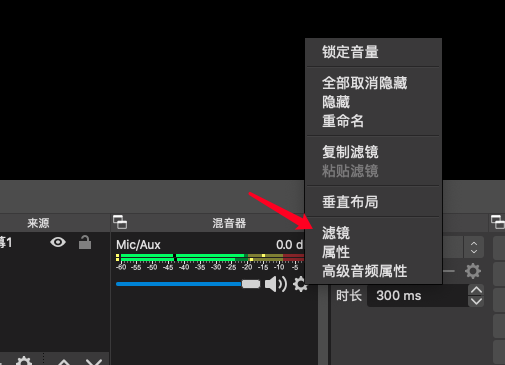 锁定音量
全部取消隐藏
隐藏
重命名
复制滤镜
粘贴滤镜
垂直布局
滤镜
属性
高级音频属性
来源
混音器
幕1
Mic/Aux
0.0 d
-60 -55 -50 -45 -40 -35 -30 -25 -20 -15 -10 -5
时长
300 ms